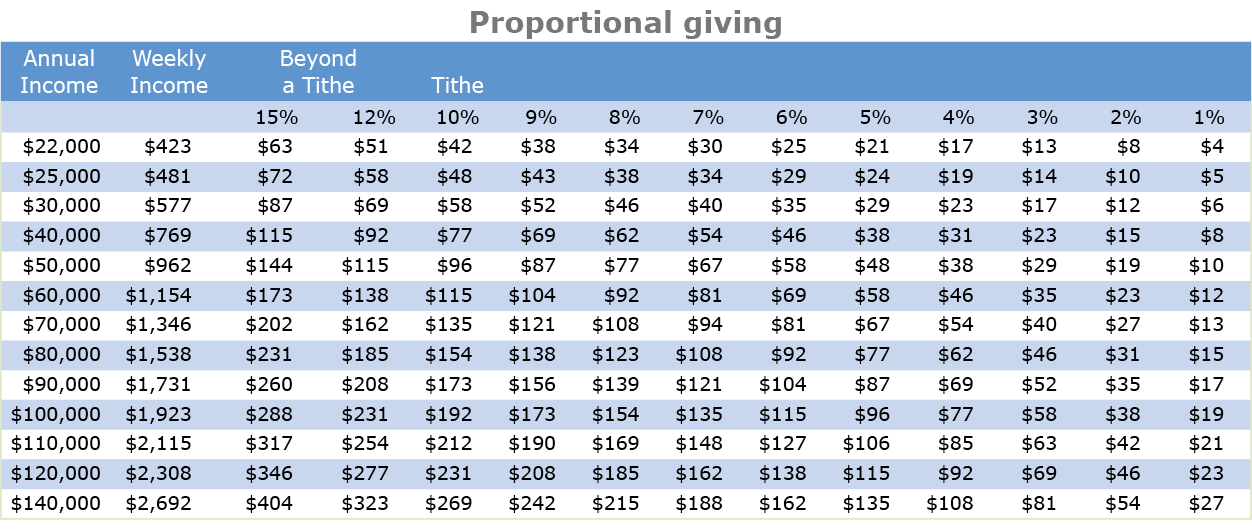 Proportional giving
Annual Weekly Beyond
Income Income a Tithe Tithe
15% 12% 10% 9% 8% 7% 6% 5% 4% 3% 2% 1%
$22,000 $423 $63 $51 $42 $38 $34 $30 $25 $21 $17 $13 $8 $4
$25,000 $481 $72 $58 $48 $43 $38 $34 $29 $24 $19 $14 $10 $5
$30,000 $577 $87 $69 $58 $52 $46 $40 $35 $29 $23 $17 $12 $6
$40,000 $769 $115 $92 $77 $69 $62 $54 $46 $38 $31 $23 $15 $8
$50,000 $962 $144 $115 $96 $87 $77 $67 $58 $48 $38 $29 $19 $10
$60,000 $1,154 $173 $138 $115 $104 $92 $81 $69 $58 $46 $35 $23 $12
$70,000 $1,346 $202 $162 $135 $121 $108 $94 $81 $67 $54 $40 $27 $13
$80,000 $1,538 $231 $185 $154 $138 $123 $108 $92 $77 $62 $46 $31 $15
$90,000 $1,731 $260 $208 $173 $156 $139 $121 $104 $87 $69 $52 $35 $17
$100,000 $1,923 $288 $231 $192 $173 $154 $135 $115 $96 $77 $58 $38 $19
$110,000 $2,115 $317 $254 $212 $190 $169 $148 $127 $106 $85 $63 $42 $21
$120,000 $2,308 $346 $277 $231 $208 $185 $162 $138 $115 $92 $69 $46 $23
$140,000 $2,692 $404 $323 $269 $242 $215 $188 $162 $135 $108 $81 $54 $27